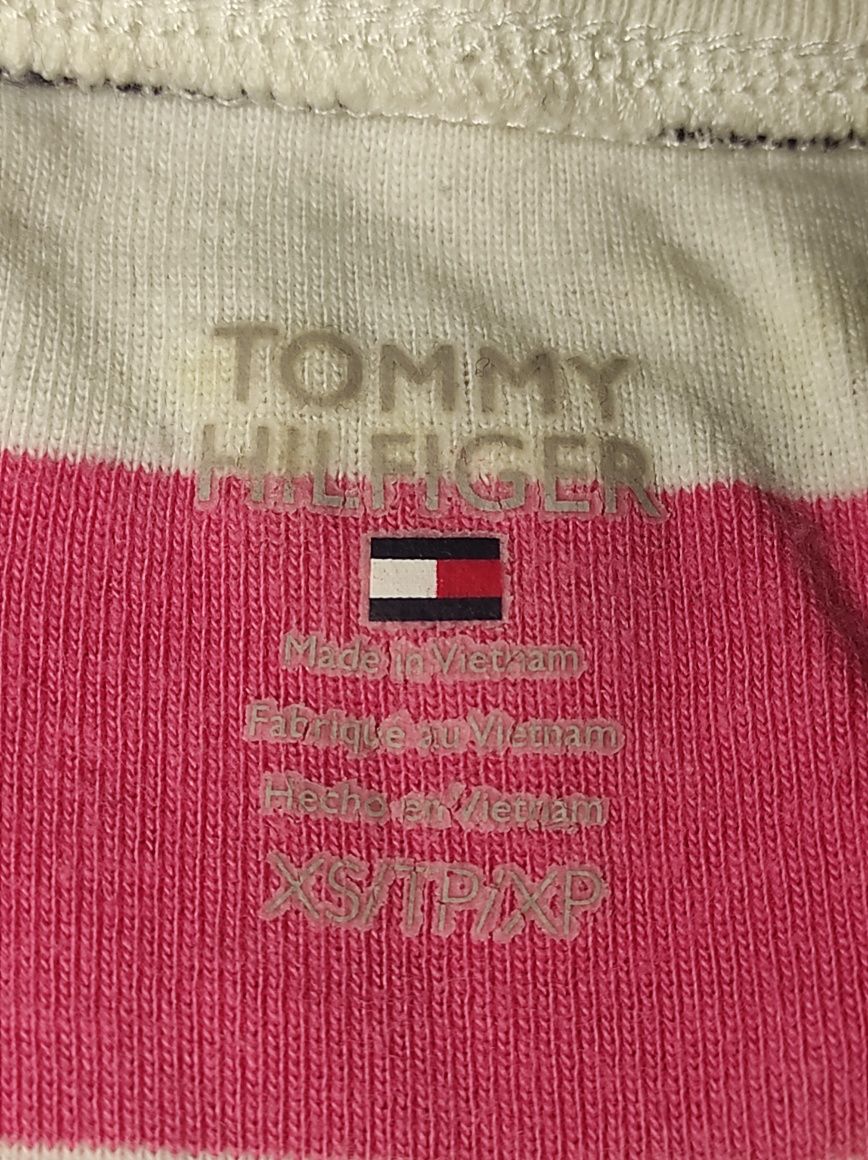 TOMMY
HILFIGER
Made in Vietnam
Fabriqué au Vietnam
Hecho en Vietnam
XS/TP/XP